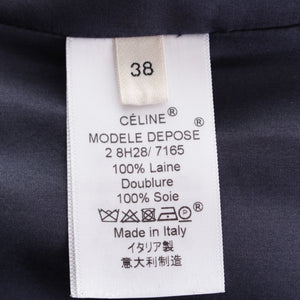 38
CÉLINE®
MODELE DEPOSE®
2 8H28/ 7165
100% Laine
Doublure
100% Soie
®
Made in Italy
イタリア製
意大利制造